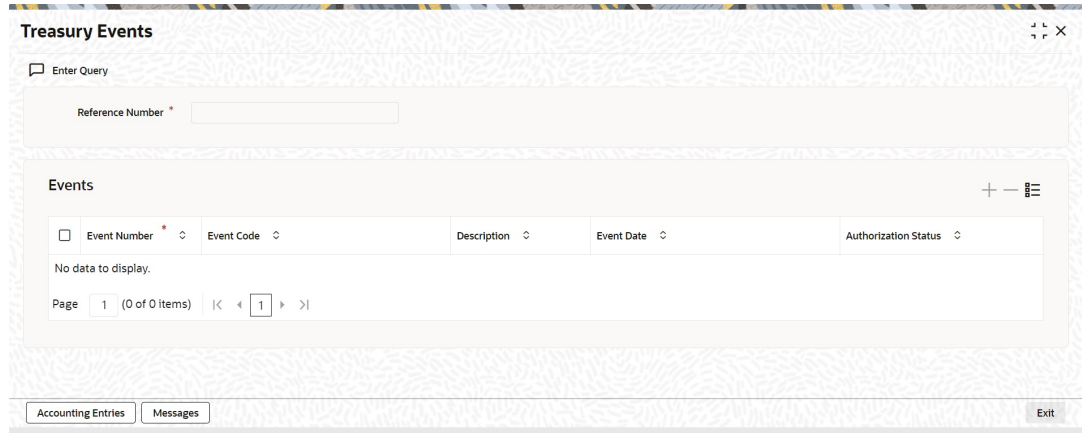 Treasury Events
Enter Query
Reference Number *
Events
Event Number * Event Code Description Event Date Authorization Status
No data to display.
Page 1 (0 of 0 items) 1
Accounting Entries Messages Exit